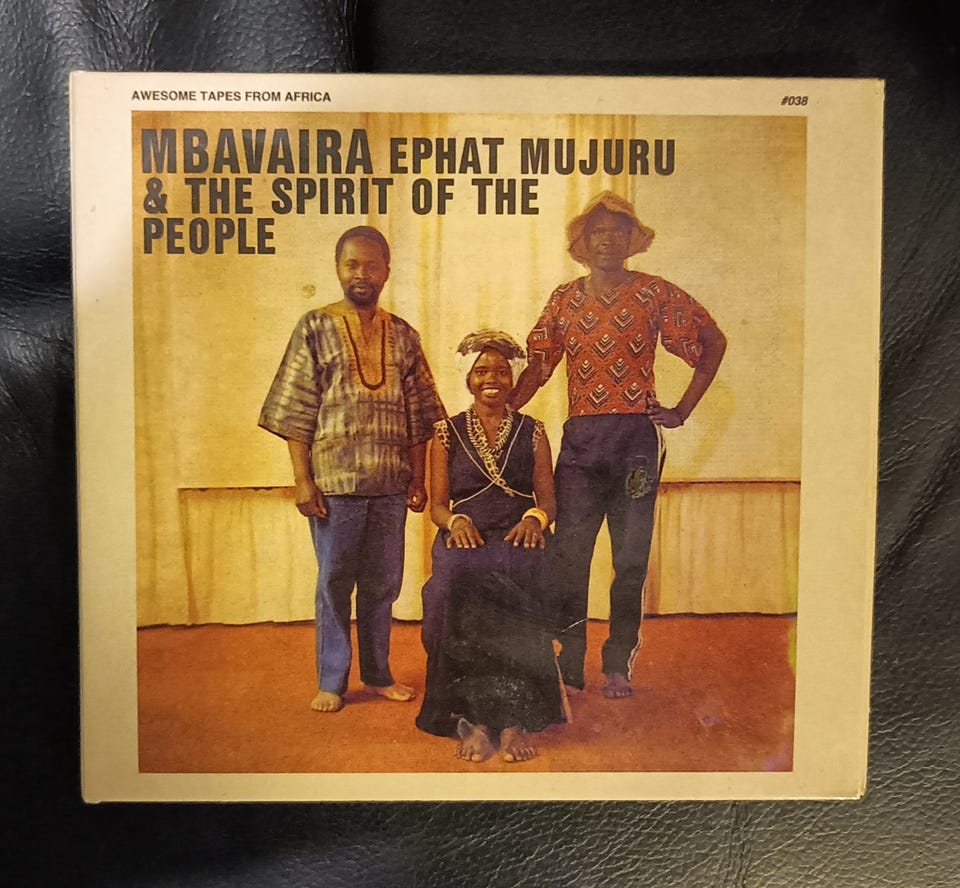 AWESOME TAPES FROM AFRICA
#038
MBAVAIRA EPHAT MUJURU
& THE SPIRIT OF THE
PEOPLE